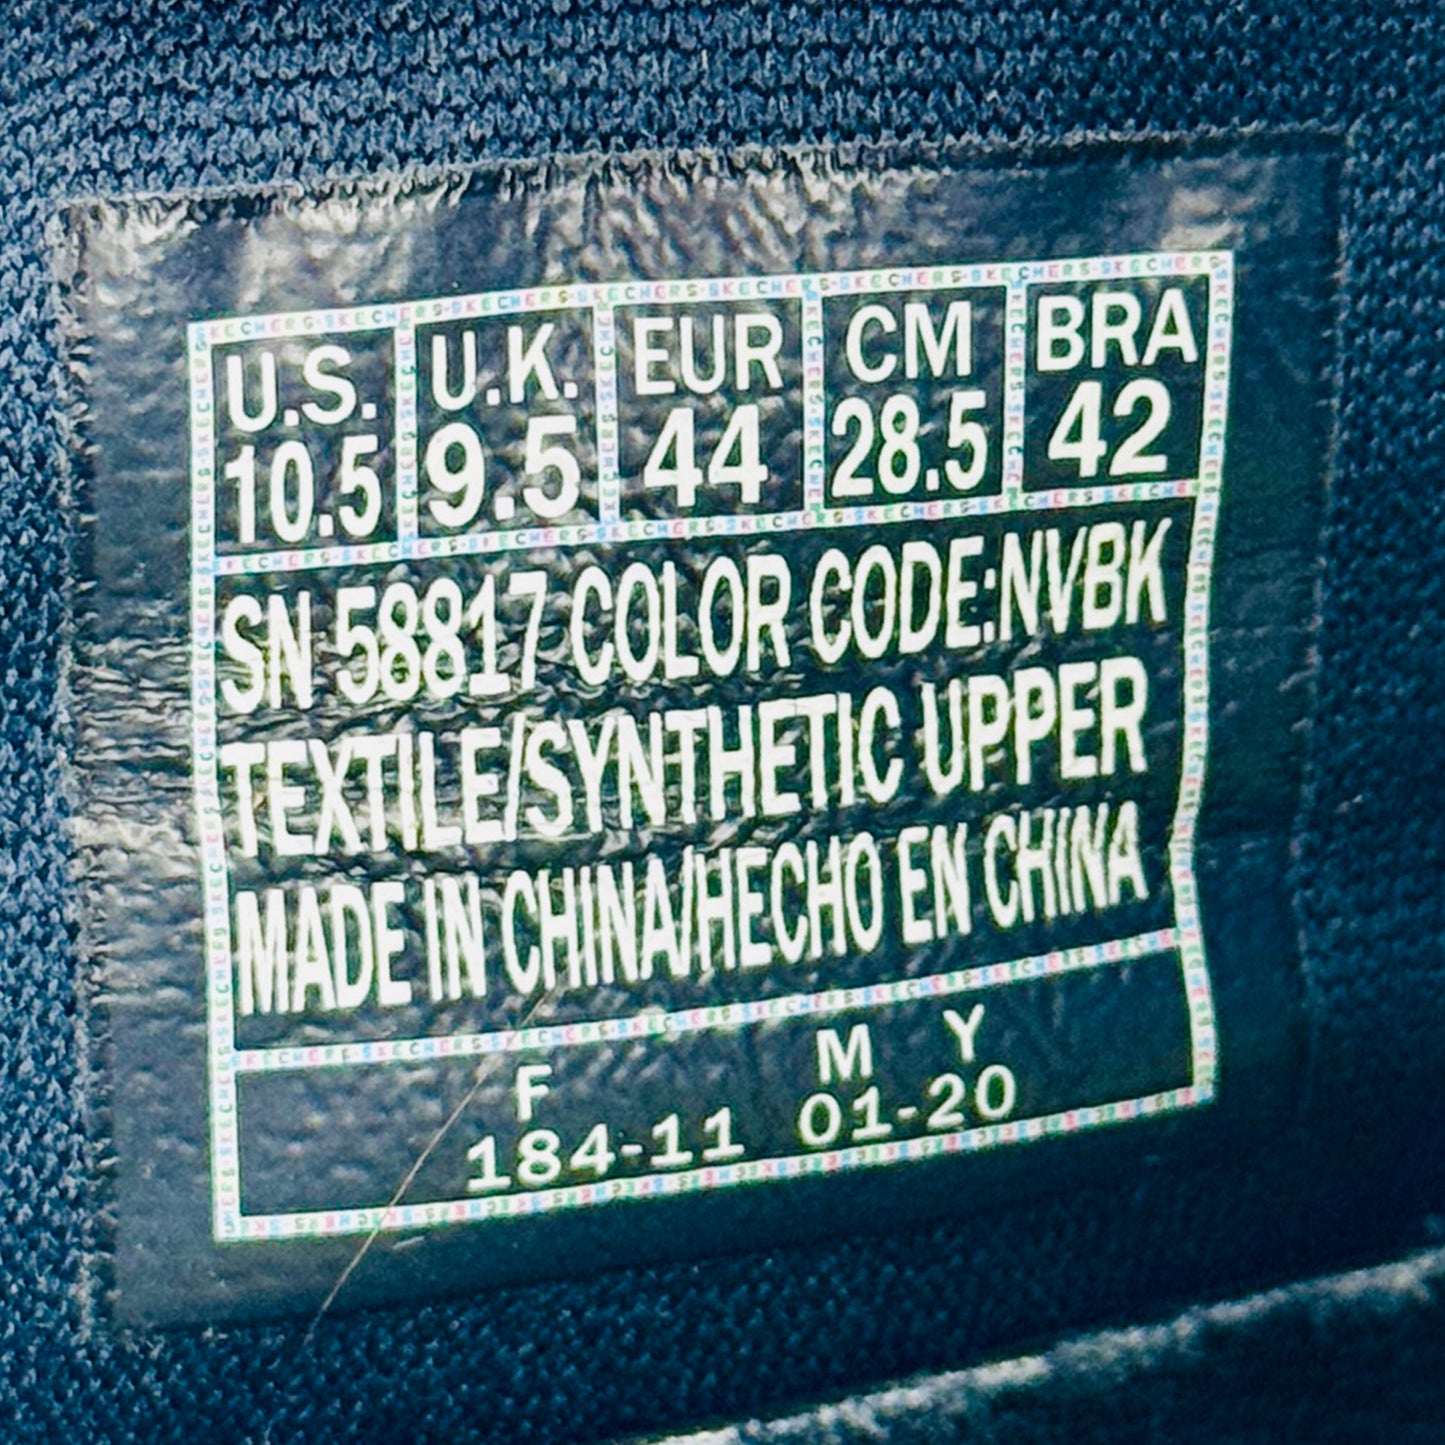 U.S. U.K. EUR CM BRA
10.5 9.5 44 28.5 42
SN 58817 COLOR CODE:NVBK
TEXTILE/SYNTHETIC UPPER
MADE IN CHINA/HECHO EN CHINA
F M Y
184-11 01-20